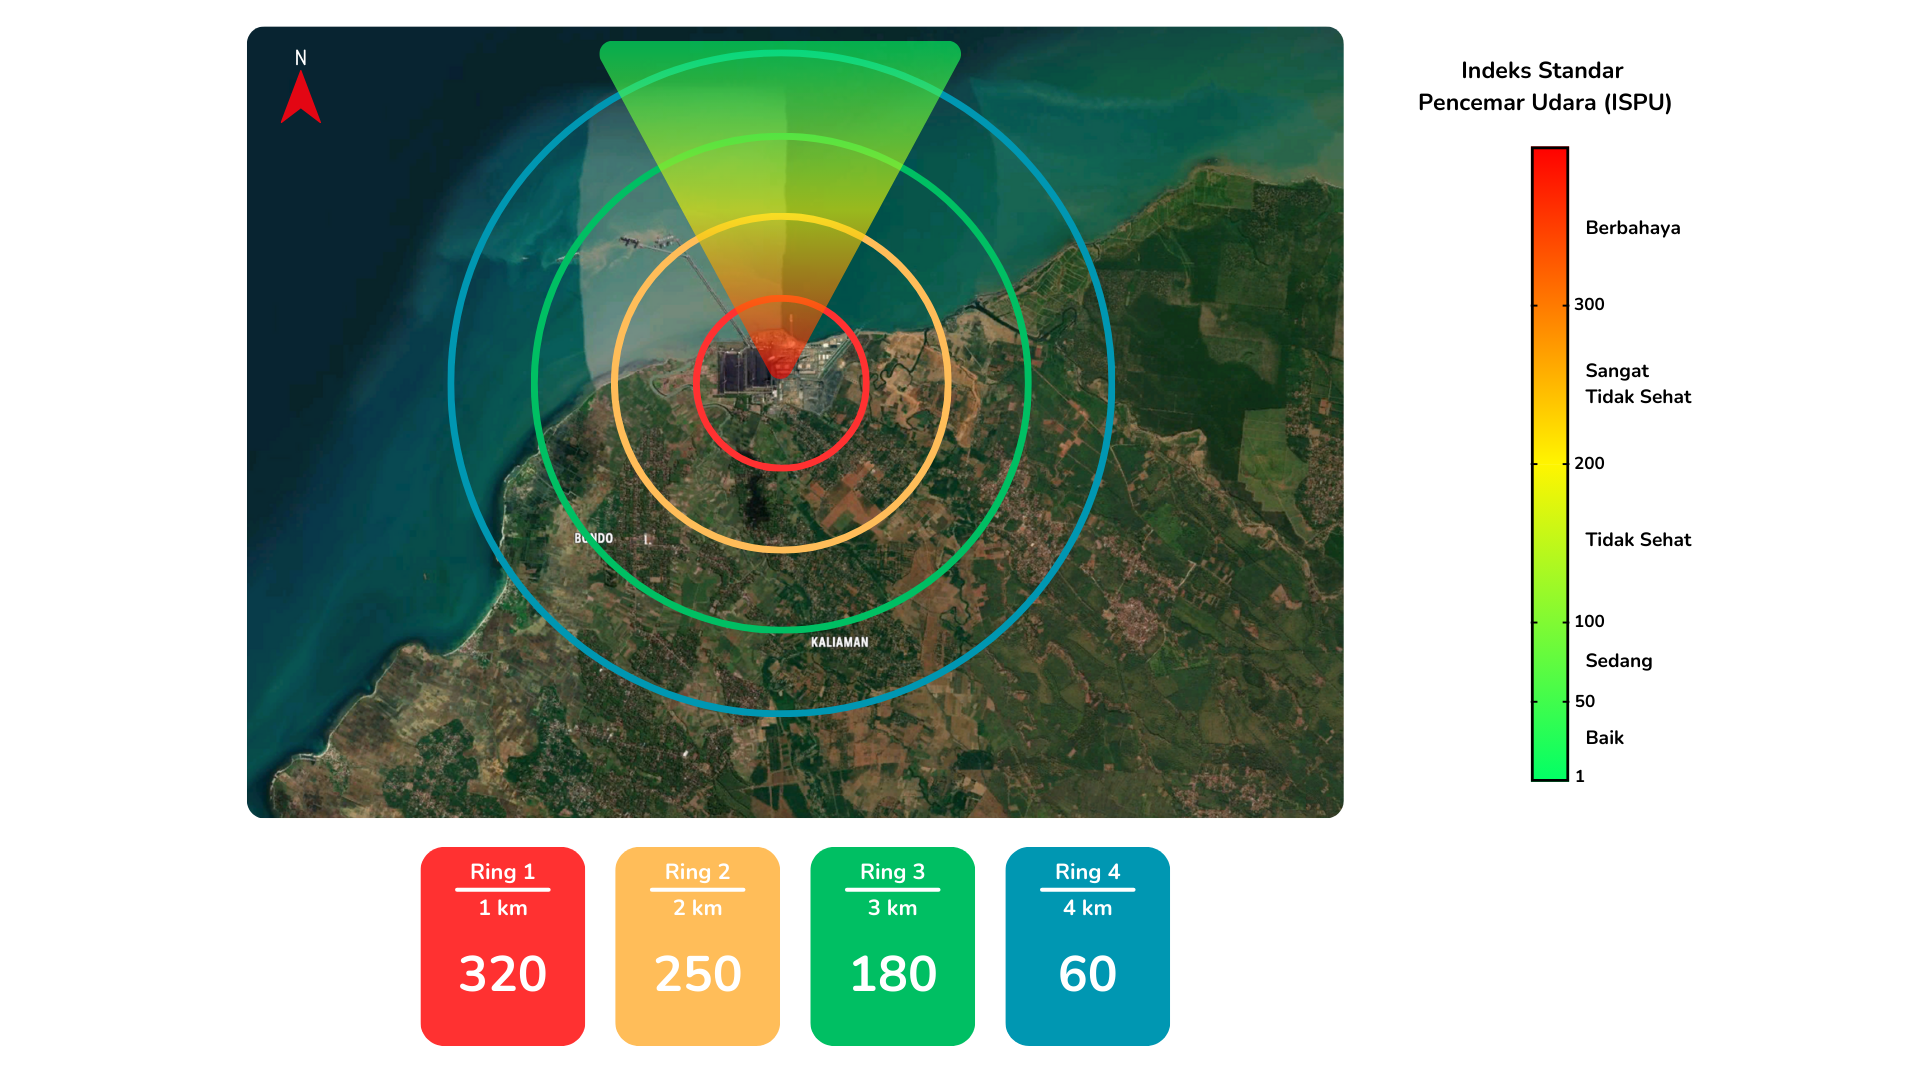 N
BONDO
KALIAMAN
Indeks Standar
Pencemar Udara (ISPU)
Berbahaya
300
Sangat
Tidak Sehat
200
Tidak Sehat
100
Sedang
50
Baik
1
Ring 1
1 km
320
Ring 2
2 km
250
Ring 3
3 km
180
Ring 4
4 km
60